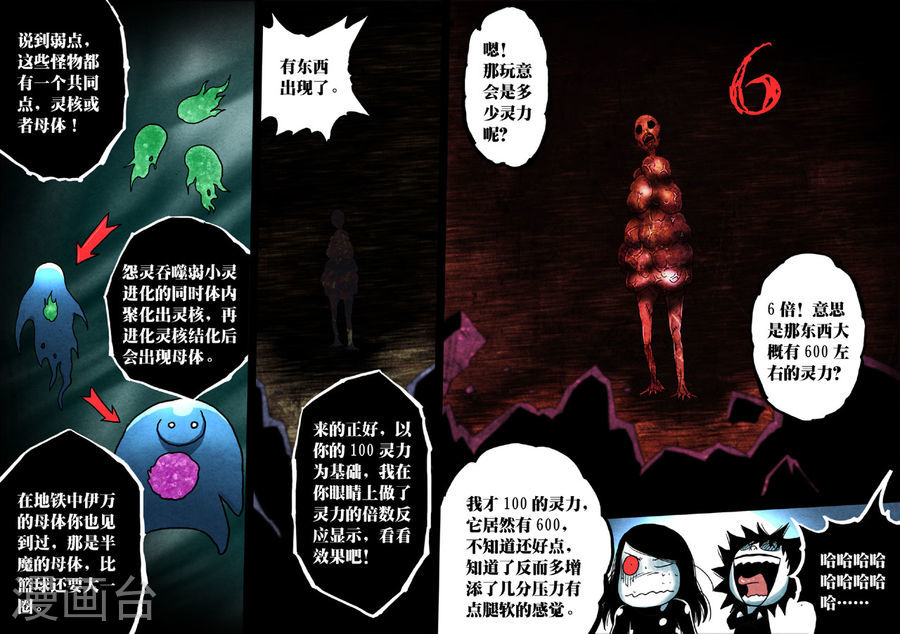 说到弱点，
这些怪物都
有一个共同
点，灵核或
者母体！
怨灵吞噬弱小灵
进化的同时体内
聚化出灵核，再
进化灵核结化后
会出现母体。
在地铁中伊万
的母体你也见
到过，那是半
魔的母体，比
篮球还要大一
圈。
有东西
出现了。
来的正好，以
你的100灵力
为基础，我在
你眼睛上做了
灵力的倍数反
应显示，看看
效果吧！
嗯！
那玩意
会是多
少灵力
呢？
6
6倍！意思
是那东西大
概有600左
右的灵力？
我才100的灵力，
它居然有600，
不知道还好点，
知道了反而多增
添了几分压力有
点腿软的感觉。
哈哈哈哈
哈哈哈哈
哈……
漫画台